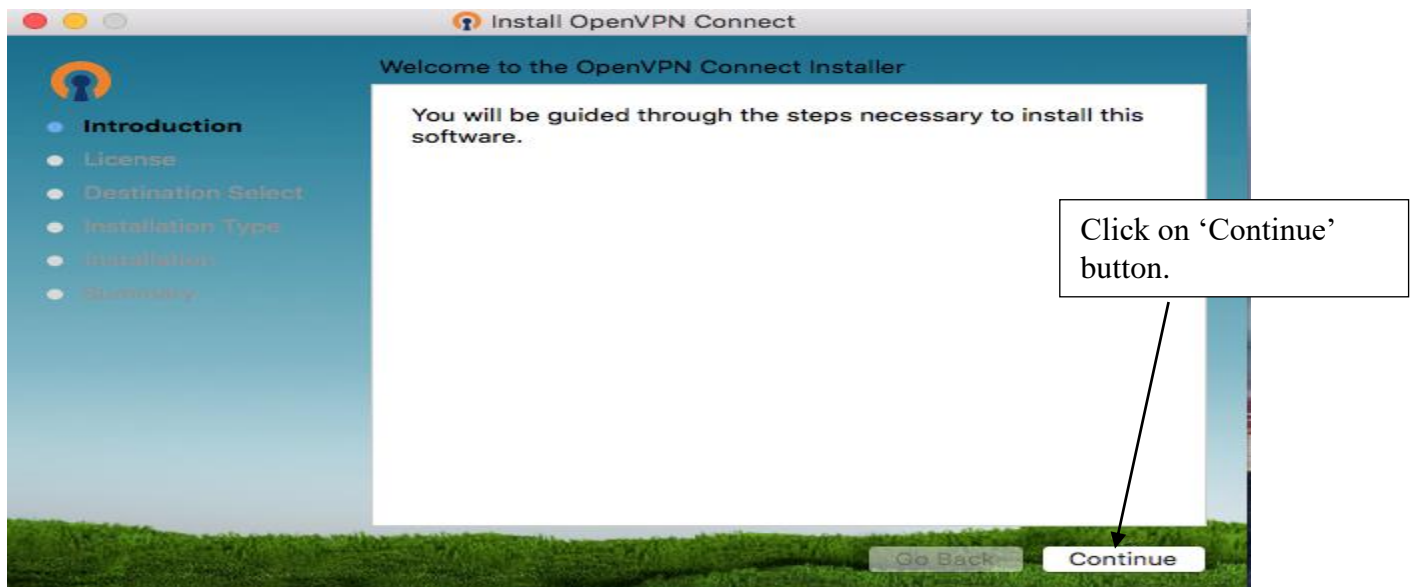 Install OpenVPN Connect
Welcome to the OpenVPN Connect Installer
Introduction
License
Destination Select
Installation Type
Installation
Summary
You will be guided through the steps necessary to install this
software.
Click on ‘Continue’
button.
Go Back
Continue